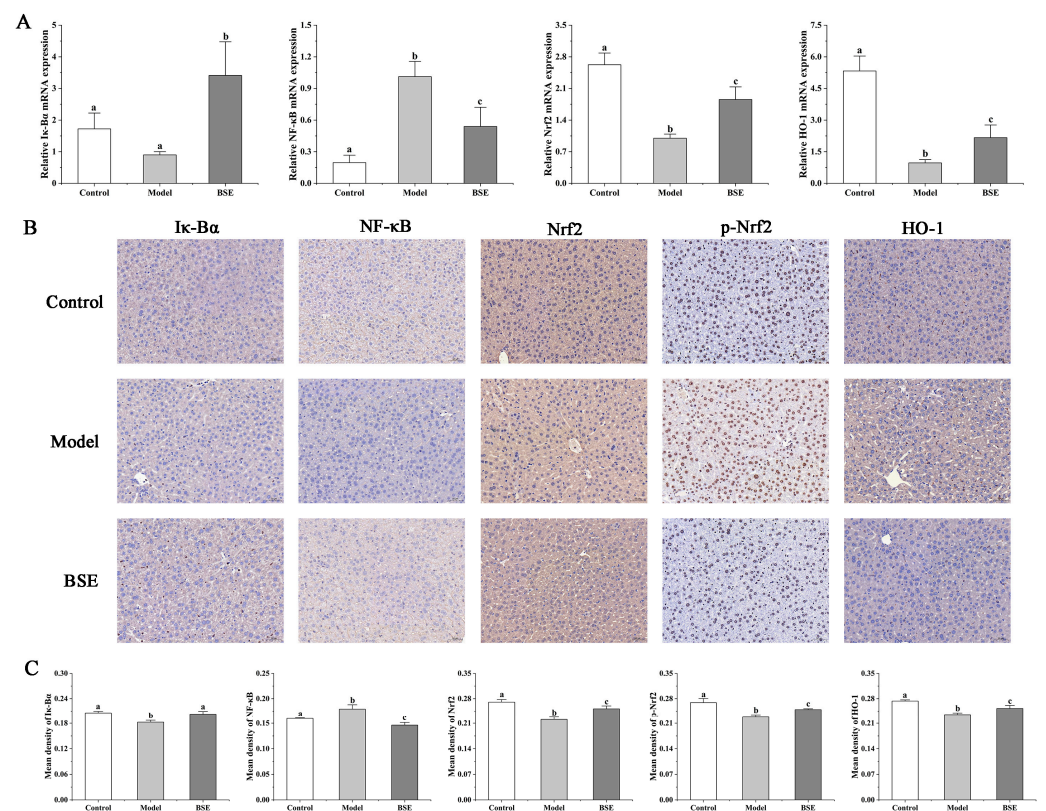 A
Relative Iκ-Bα mRNA expression
5
4
3
2
1
0
a
a
b
Control
Model
BSE
Relative NF-κB mRNA expression
1.5
1.2
0.9
0.6
0.3
0.0
a
b
c
Control
Model
BSE
Relative Nrf2 mRNA expression
3.5
2.8
2.1
1.4
0.7
0.0
a
b
c
Control
Model
BSE
Relative HO-1 mRNA expression
7.5
6.0
4.5
3.0
1.5
0.0
a
b
c
Control
Model
BSE
B
Iκ-Bα
NF-κB
Nrf2
p-Nrf2
HO-1
Control
Model
BSE
C
Mean density of Iκ-Bα
0.30
0.24
0.18
0.12
0.06
0.00
a
b
a
Control
Model
BSE
Mean density of NF-κB
0.25
0.20
0.15
0.10
0.05
0.00
a
b
c
Control
Model
BSE
Mean density of Nrf2
0.35
0.28
0.21
0.14
0.07
0.00
a
b
c
Control
Model
BSE
Mean density of p-Nrf2
0.35
0.28
0.21
0.14
0.07
0.00
a
b
c
Control
Model
BSE
Mean density of HO-1
0.35
0.28
0.21
0.14
0.07
0.00
a
b
c
Control
Model
BSE